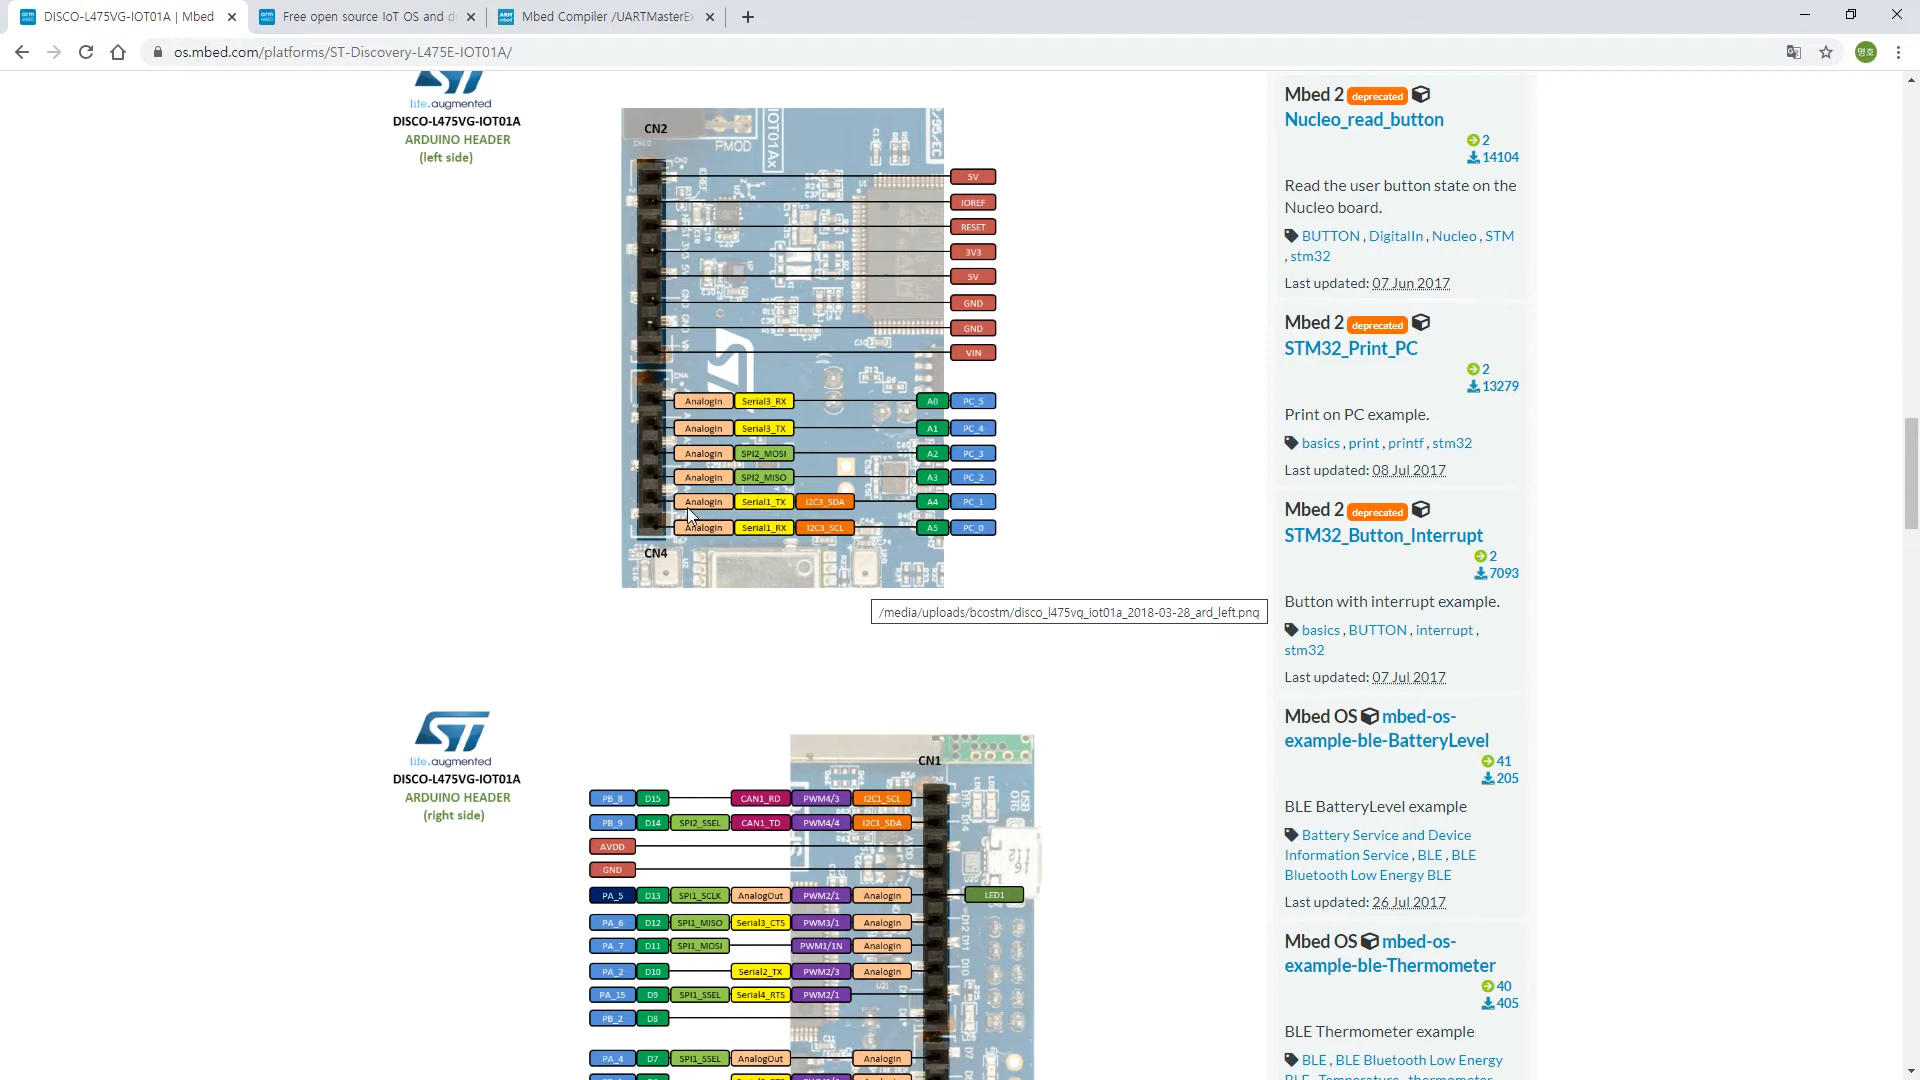 DISCO-L475VG-IOT01A | Mbed
Free open source IoT OS and d
Mbed Compiler /UARTMasterEx
os.mbed.com/platforms/ST-Discovery-L475E-IOT01A/
명호
life.augmented
DISCO-L475VG-IOT01A
ARDUINO HEADER
(left side)
CN2
PMOD
IOT01Ax
5V
IOREF
RESET
3V3
5V
GND
GND
VIN
AnalogIn Serial3_RX A0 PC_5
AnalogIn Serial3_TX A1 PC_4
AnalogIn SPI2_MOSI A2 PC_3
AnalogIn SPI2_MISO A3 PC_2
AnalogIn Serial1_TX I2C3_SDA A4 PC_1
AnalogIn Serial1_RX I2C3_SCL A5 PC_0
CN4
/media/uploads/bcostm/disco_l475vg_iot01a_2018-03-28_ard_left.png
life.augmented
DISCO-L475VG-IOT01A
ARDUINO HEADER
(right side)
CN1
PB_8 D15 CAN1_RD PWM4/3 I2C1_SCL
PB_9 D14 SPI2_SSEL CAN1_TD PWM4/4 I2C1_SDA
AVDD
GND
PA_5 D13 SPI1_SCLK AnalogOut PWM2/1 AnalogIn LED1
PA_6 D12 SPI1_MISO Serial3_CTS PWM3/1 AnalogIn
PA_7 D11 SPI1_MOSI PWM1/1N AnalogIn
PA_2 D10 Serial2_TX PWM2/3 AnalogIn
PA_15 D9 SPI1_SSEL Serial4_RTS PWM2/1
PB_2 D8
PA_4 D7 SPI1_SSEL AnalogOut AnalogIn
Mbed 2 deprecated
Nucleo_read_button
2
14104
Read the user button state on the
Nucleo board.
BUTTON , DigitalIn , Nucleo , STM
, stm32
Last updated: 07 Jun 2017
Mbed 2 deprecated
STM32_Print_PC
2
13279
Print on PC example.
basics , print , printf , stm32
Last updated: 08 Jul 2017
Mbed 2 deprecated
STM32_Button_Interrupt
2
7093
Button with interrupt example.
basics , BUTTON , interrupt ,
stm32
Last updated: 07 Jul 2017
Mbed OS mbed-os-
example-ble-BatteryLevel
41
205
BLE BatteryLevel example
Battery Service and Device
Information Service , BLE , BLE
Bluetooth Low Energy BLE
Last updated: 26 Jul 2017
Mbed OS mbed-os-
example-ble-Thermometer
40
405
BLE Thermometer example
BLE , BLE Bluetooth Low Energy
BLE , Temperature , thermometer